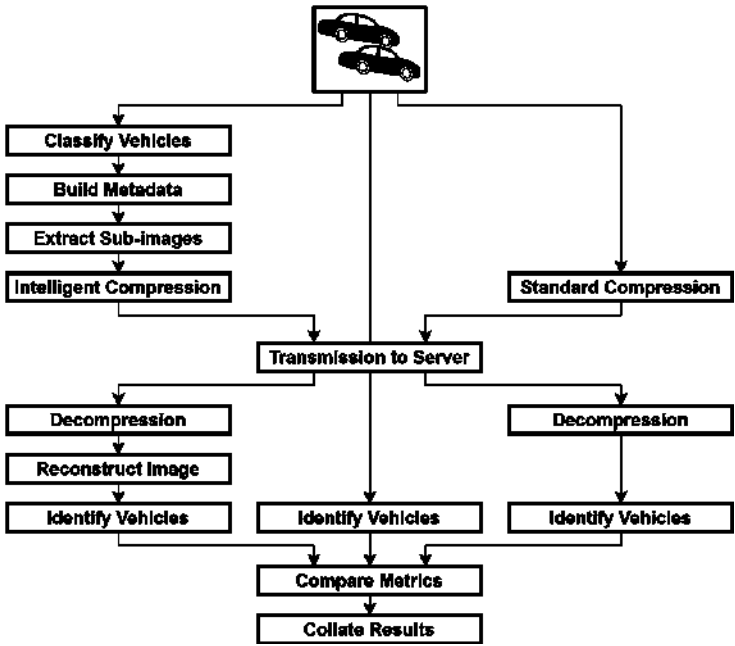 Classify Vehicles
Build Metadata
Extract Sub-images
Intelligent Compression
Standard Compression
Transmission to Server
Decompression
Decompression
Reconstruct Image
Identify Vehicles
Identify Vehicles
Identify Vehicles
Compare Metrics
Collate Results